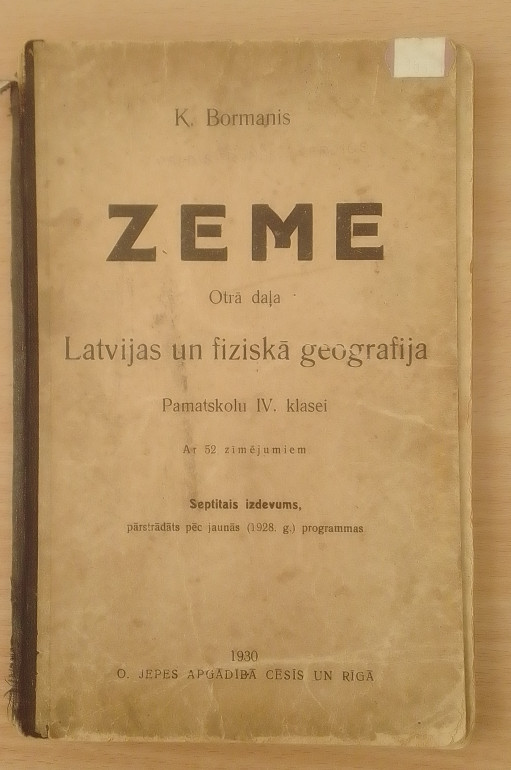 K. Bormanis
ZEME
Otrā daļa
Latvijas un fiziskā geografija
Pamatskolu IV. klasei
Ar 52 zīmējumiem
Septītais izdevums,
pārstrādāts pēc jaunās (1928. g.) programmas
1930
O. JEPES APGĀDĪBĀ CĒSĪS UN RĪGĀ